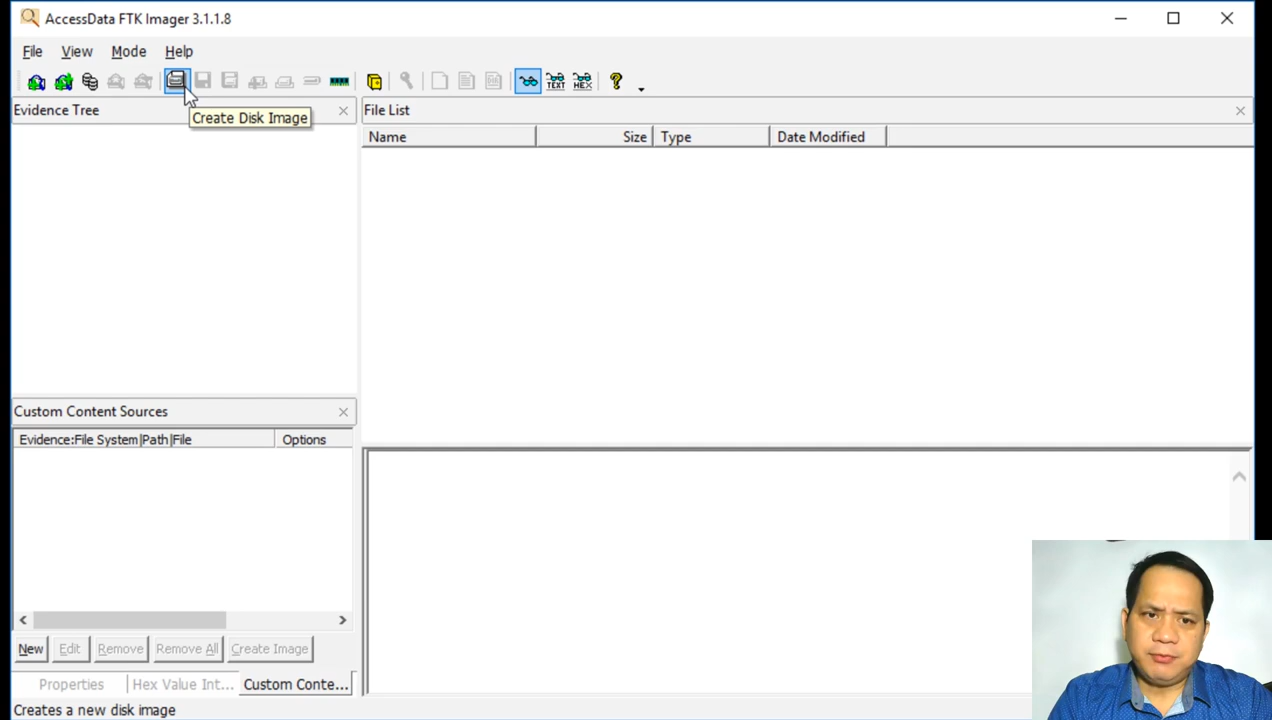 AccessData FTK Imager 3.1.1.8
File View Mode Help
TEXT HEX
Evidence Tree
Create Disk Image
File List
Name Size Type Date Modified
Custom Content Sources
Evidence:File System|Path|File Options
New Edit Remove Remove All Create Image
Properties Hex Value Int... Custom Conte...
Creates a new disk image